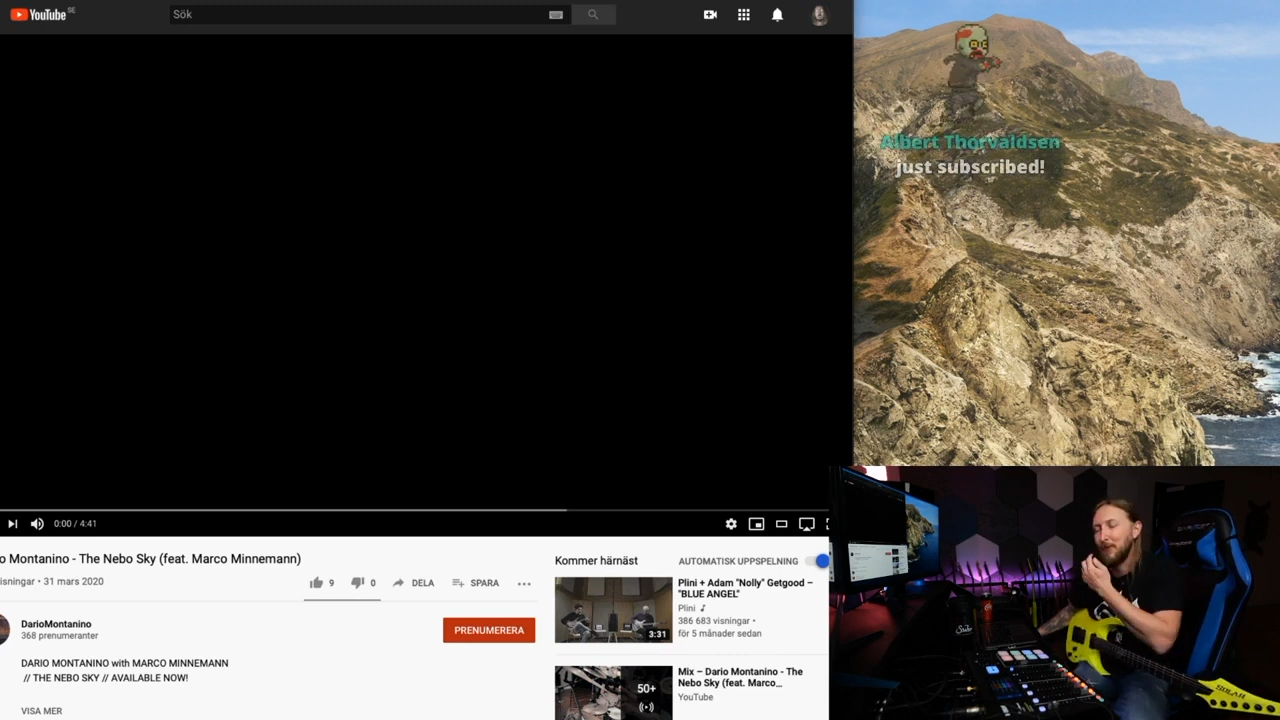 YouTube SE
Sök
Albert Thorvaldsen
just subscribed!
0:00 / 4:41
o Montanino - The Nebo Sky (feat. Marco Minnemann)
isningar • 31 mars 2020
9
0
DELA
SPARA
DarioMontanino
368 prenumeranter
PRENUMERERA
DARIO MONTANINO with MARCO MINNEMANN
// THE NEBO SKY // AVAILABLE NOW!
VISA MER
Kommer härnäst
AUTOMATISK UPPSPELNING
Plini + Adam "Nolly" Getgood –
"BLUE ANGEL"
Plini
386 683 visningar •
för 5 månader sedan
3:31
Mix – Dario Montanino - The
Nebo Sky (feat. Marco...
YouTube
50+
SOLAR